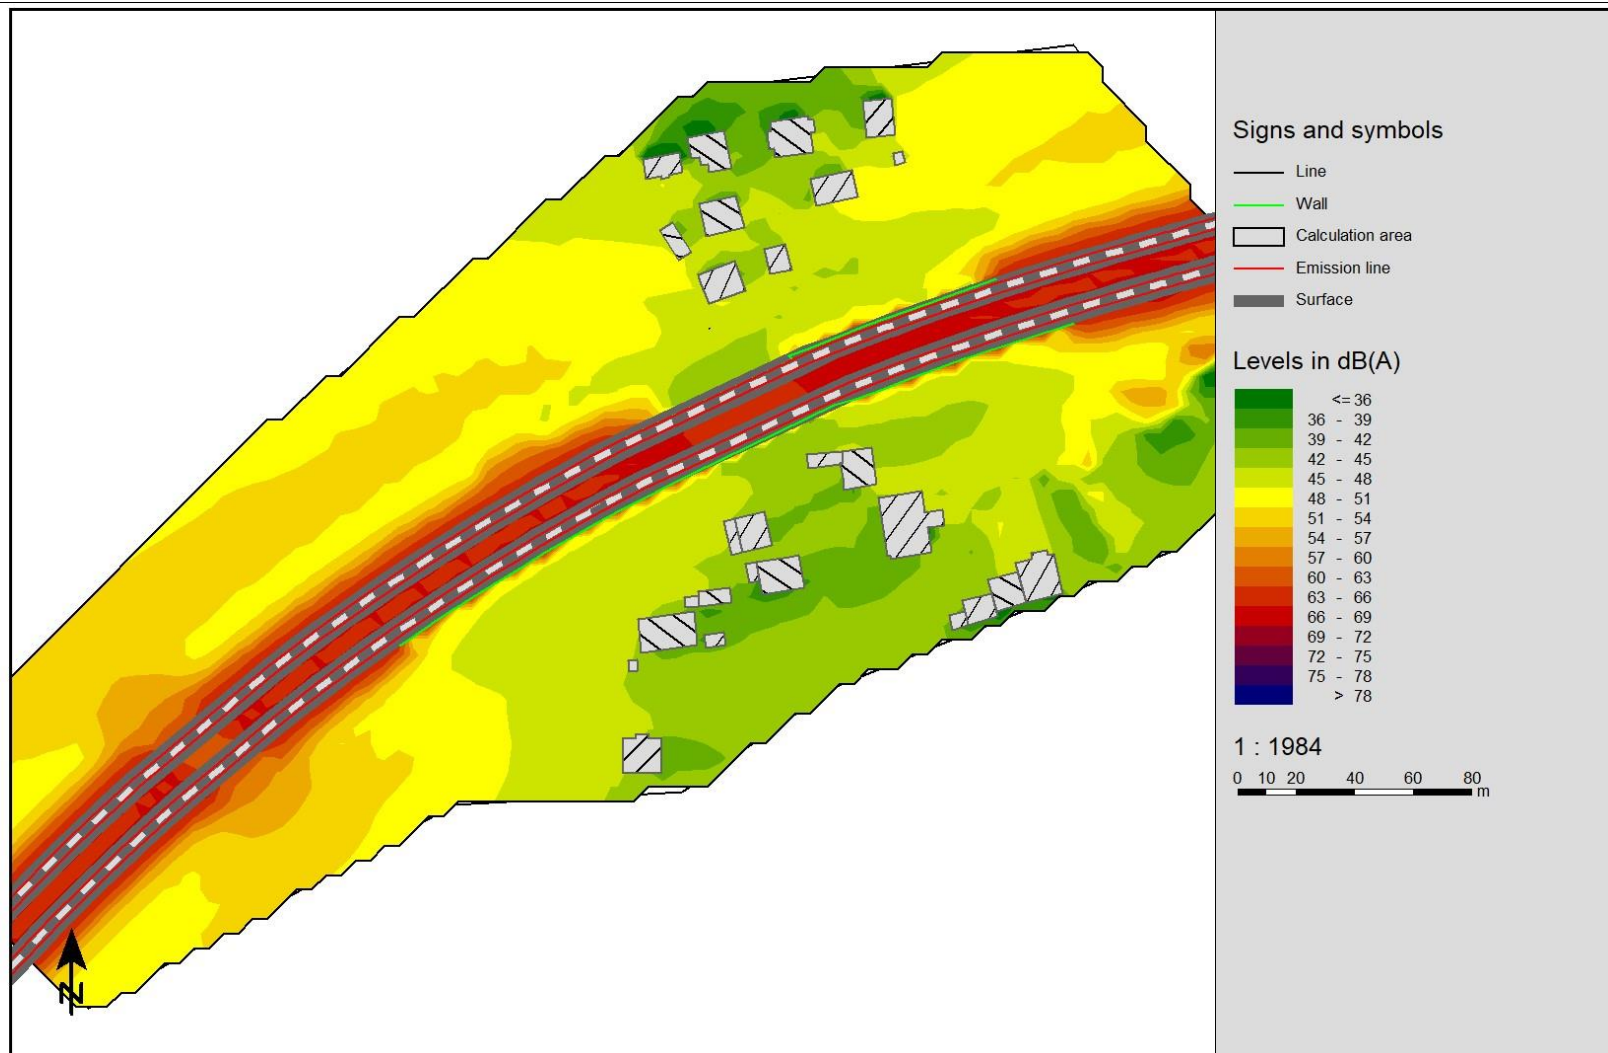 Signs and symbols
Line
Wall
Calculation area
Emission line
Surface
Levels in dB(A)
<= 36
36 - 39
39 - 42
42 - 45
45 - 48
48 - 51
51 - 54
54 - 57
57 - 60
60 - 63
63 - 66
66 - 69
69 - 72
72 - 75
75 - 78
> 78
1 : 1984
0 10 20 40 60 80
m
N